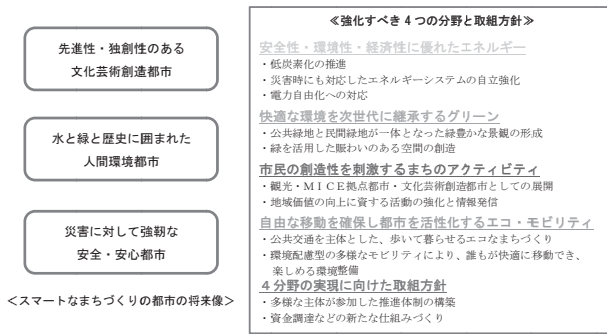 先進性・独創性のある
文化芸術創造都市
水と緑と歴史に囲まれた
人間環境都市
災害に対して強靭な
安全・安心都市
＜スマートなまちづくりの都市の将来像＞
≪強化すべき４つの分野と取組方針≫
安全性・環境性・経済性に優れたエネルギー
・低炭素化の推進
・災害時にも対応したエネルギーシステムの自立強化
・電力自由化への対応
快適な環境を次世代に継承するグリーン
・公共緑地と民間緑地が一体となった緑豊かな景観の形成
・緑を活用した賑わいのある空間の創造
市民の創造性を刺激するまちのアクティビティ
・観光・ＭＩＣＥ拠点都市・文化芸術創造都市としての展開
・地域価値の向上に資する活動の強化と情報発信
自由な移動を確保し都市を活性化するエコ・モビリティ
・公共交通を主体とした、歩いて暮らせるエコなまちづくり
・環境配慮型の多様なモビリティにより、誰もが快適に移動でき、
楽しめる環境整備
４分野の実現に向けた取組方針
・多様な主体が参加した推進体制の構築
・資金調達などの新たな仕組みづくり